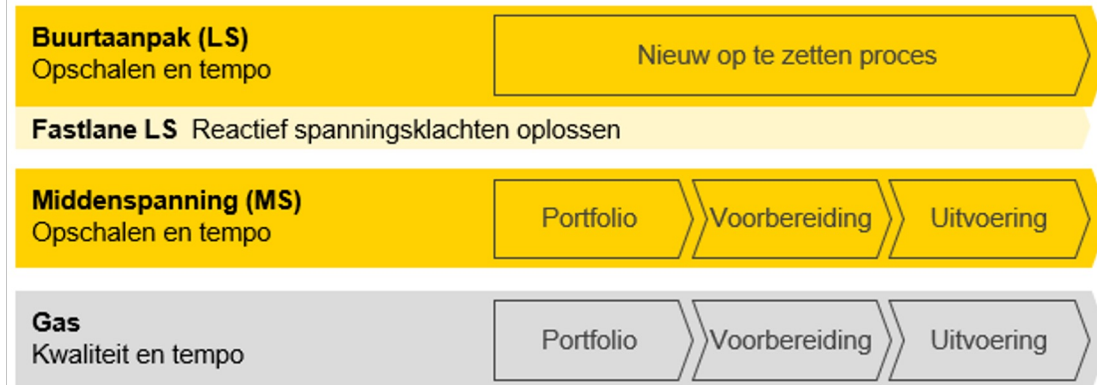 Buurtaanpak (LS)
Opschalen en tempo
Nieuw op te zetten proces
Fastlane LS Reactief spanningsklachten oplossen
Middenspanning (MS)
Opschalen en tempo
Portfolio
Voorbereiding
Uitvoering
Gas
Kwaliteit en tempo
Portfolio
Voorbereiding
Uitvoering